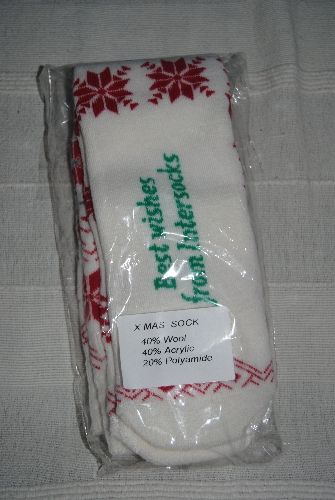 Best wishes
from Intersocks
X MAS SOCK
40% Wool
40% Acrylic
20% Polyamide